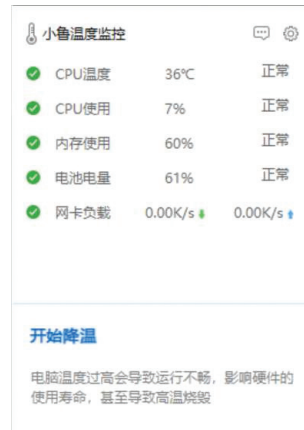 小鲁温度监控
CPU温度 36℃ 正常
CPU使用 7% 正常
内存使用 60% 正常
电池电量 61% 正常
网卡负载 0.00K/s 0.00K/s
开始降温
电脑温度过高会导致运行不畅，影响硬件的
使用寿命，甚至导致高温烧毁